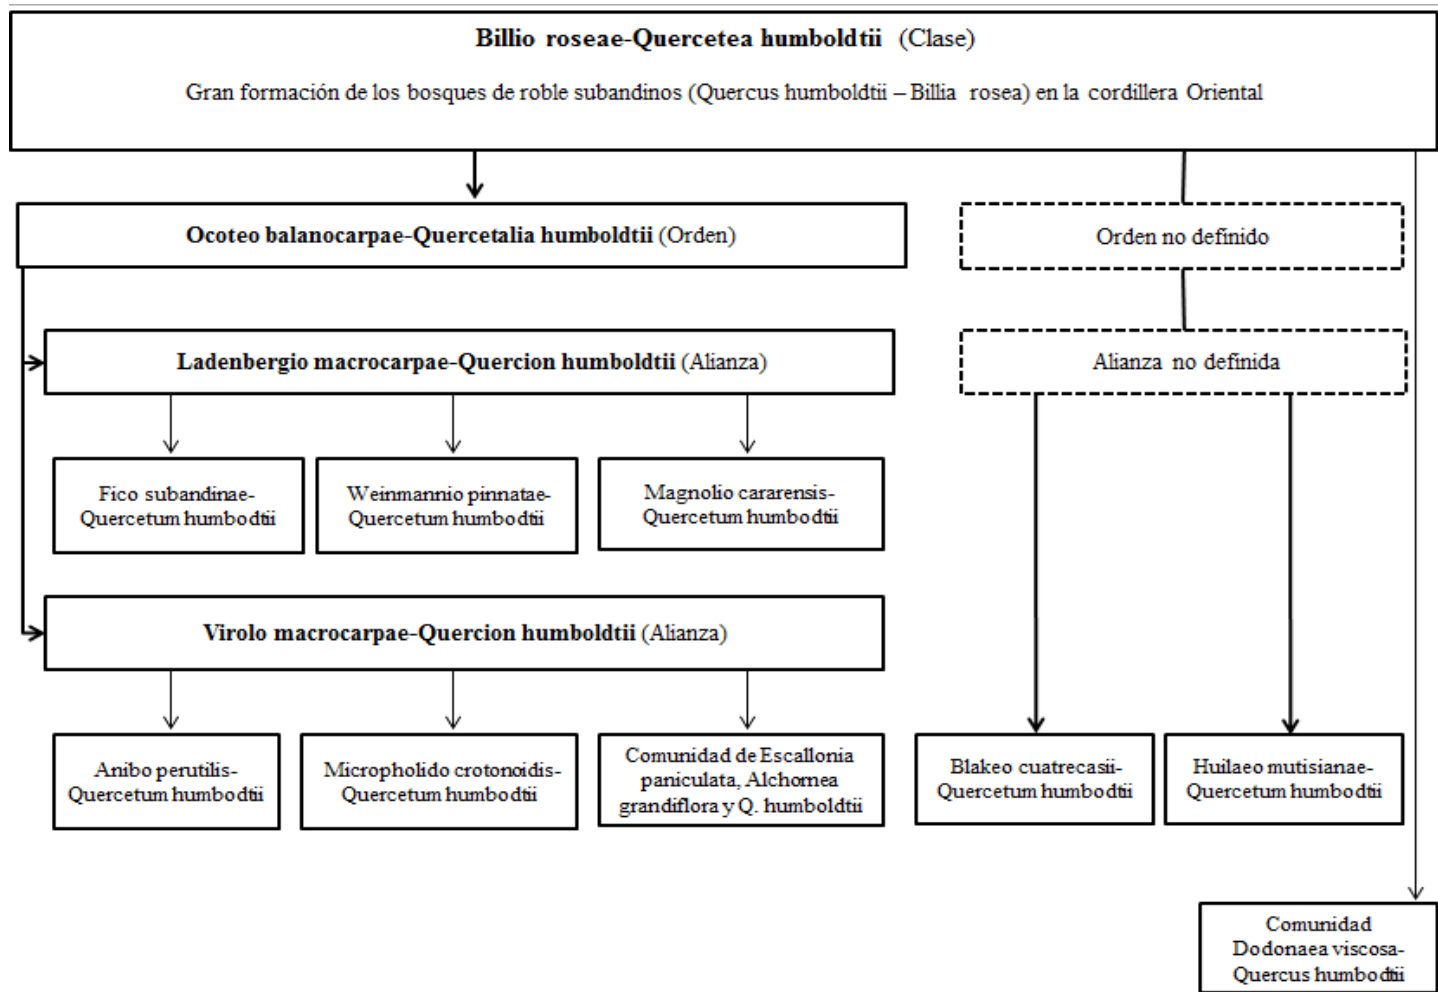 Billio roseae-Quercetea humboldtii (Clase)
Gran formación de los bosques de roble subandinos (Quercus humboldtii – Billia rosea) en la cordillera Oriental
Ocoteo balanocarpae-Quercetalia humboldtii (Orden)
Orden no definido
Ladenbergio macrocarpae-Quercion humboldtii (Alianza)
Alianza no definida
Fico subandinae-
Quercetum humbodtii
Weinmannio pinnatae-
Quercetum humbodtii
Magnolio cararensis-
Quercetum humbodtii
Virolo macrocarpae-Quercion humboldtii (Alianza)
Anibo perutilis-
Quercetum humbodtii
Micropholido crotonoidis-
Quercetum humbodtii
Comunidad de Escallonia
paniculata, Alchornea
grandiflora y Q. humboldtii
Blakeo cuatrecasii-
Quercetum humbodtii
Huilaeo mutisianae-
Quercetum humbodtii
Comunidad
Dodonaea viscosa-
Quercus humbodtii